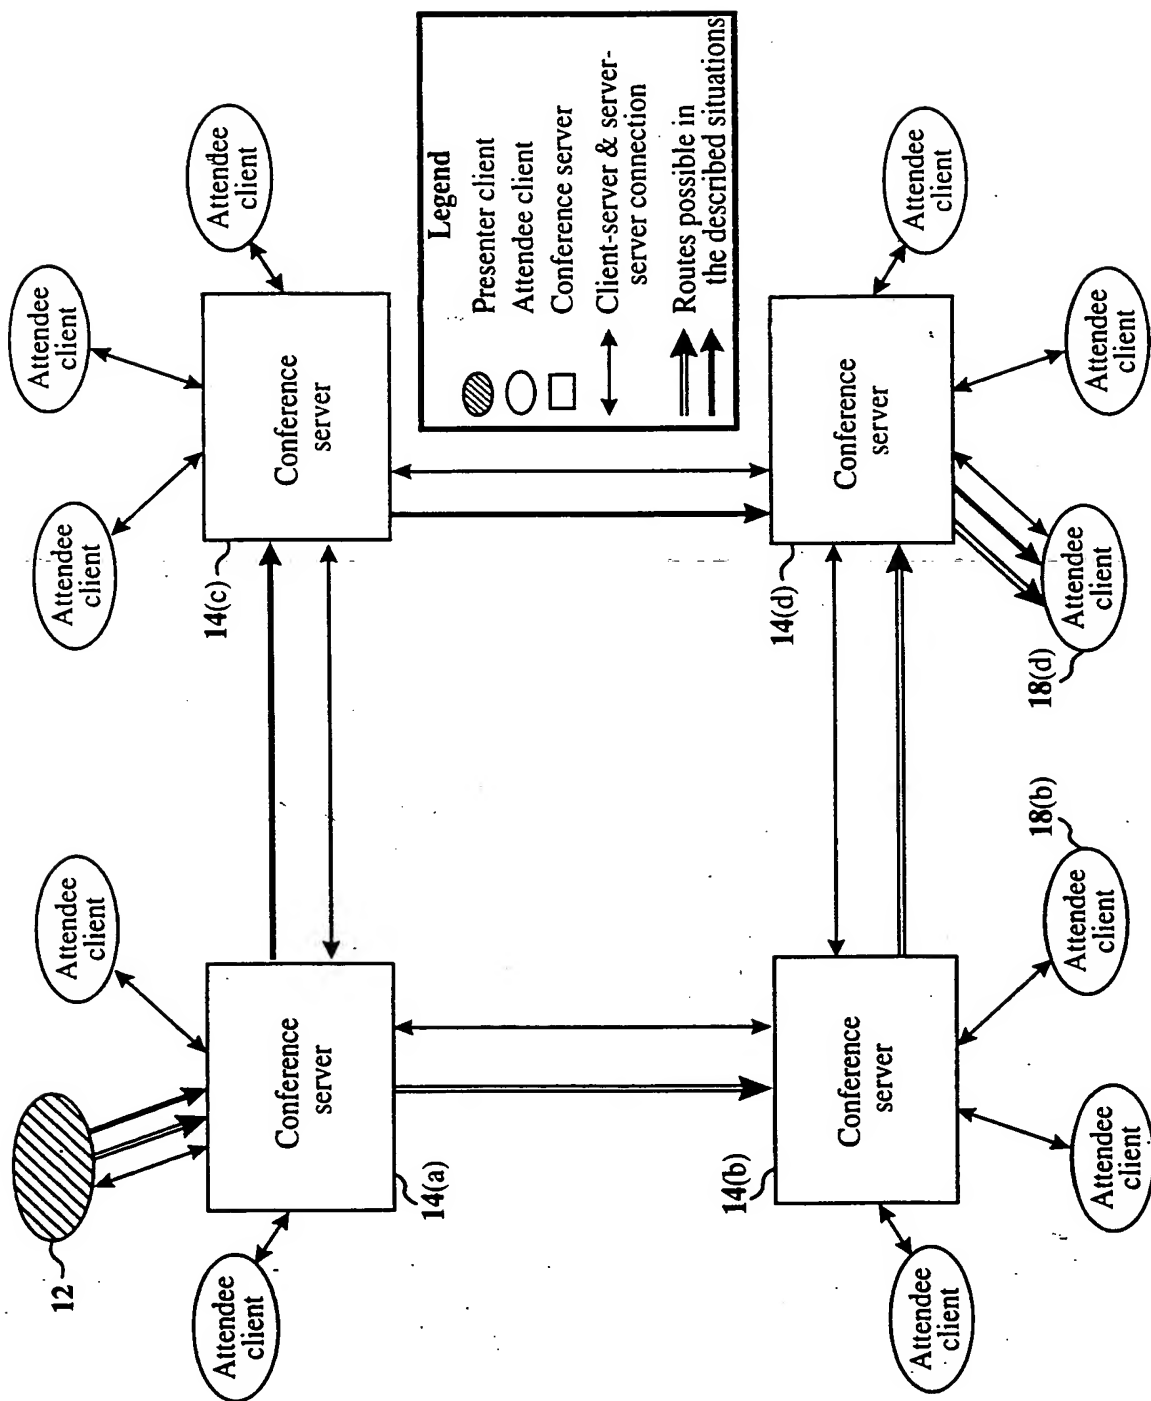 12
Attendee
client
Attendee
client
Attendee
client
Attendee
client
Attendee
client
Conference
server
14(a)
Conference
server
14(c)
Legend
Presenter client
Attendee client
Conference server
Client-server & server-
server connection
Routes possible in
the described situations
14(b)
Conference
server
14(d)
Conference
server
Attendee
client
Attendee
client
18(b)
18(d)
Attendee
client
Attendee
client
Attendee
client
Attendee
client